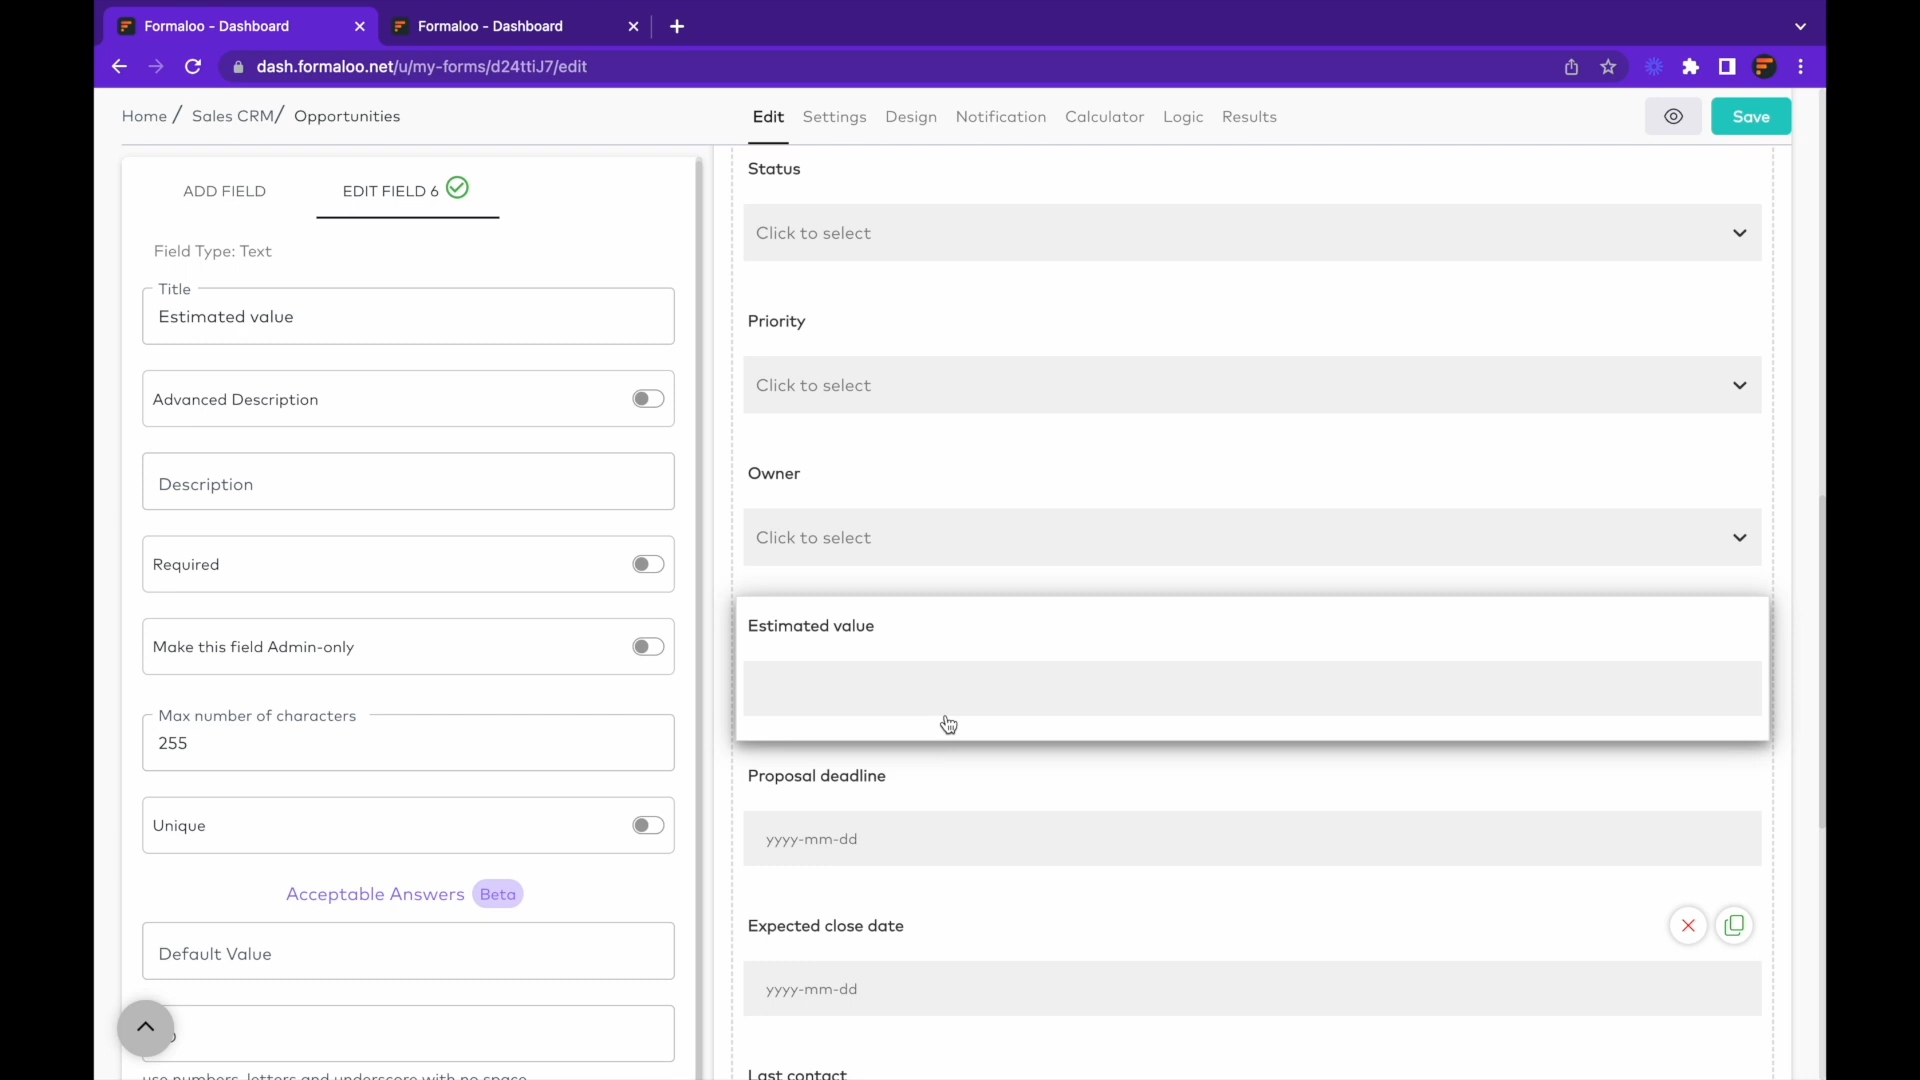 Formaloo - Dashboard
Formaloo - Dashboard
dash.formaloo.net/u/my-forms/d24ttiJ7/edit
Home / Sales CRM / Opportunities
Edit Settings Design Notification Calculator Logic Results
Save
ADD FIELD
EDIT FIELD 6
Field Type: Text
Title
Estimated value
Advanced Description
Description
Required
Make this field Admin-only
Max number of characters
255
Unique
Acceptable Answers Beta
Default Value
use numbers, letters and underscore with no space
Status
Click to select
Priority
Click to select
Owner
Click to select
Estimated value
Proposal deadline
yyyy-mm-dd
Expected close date
yyyy-mm-dd
Last contact